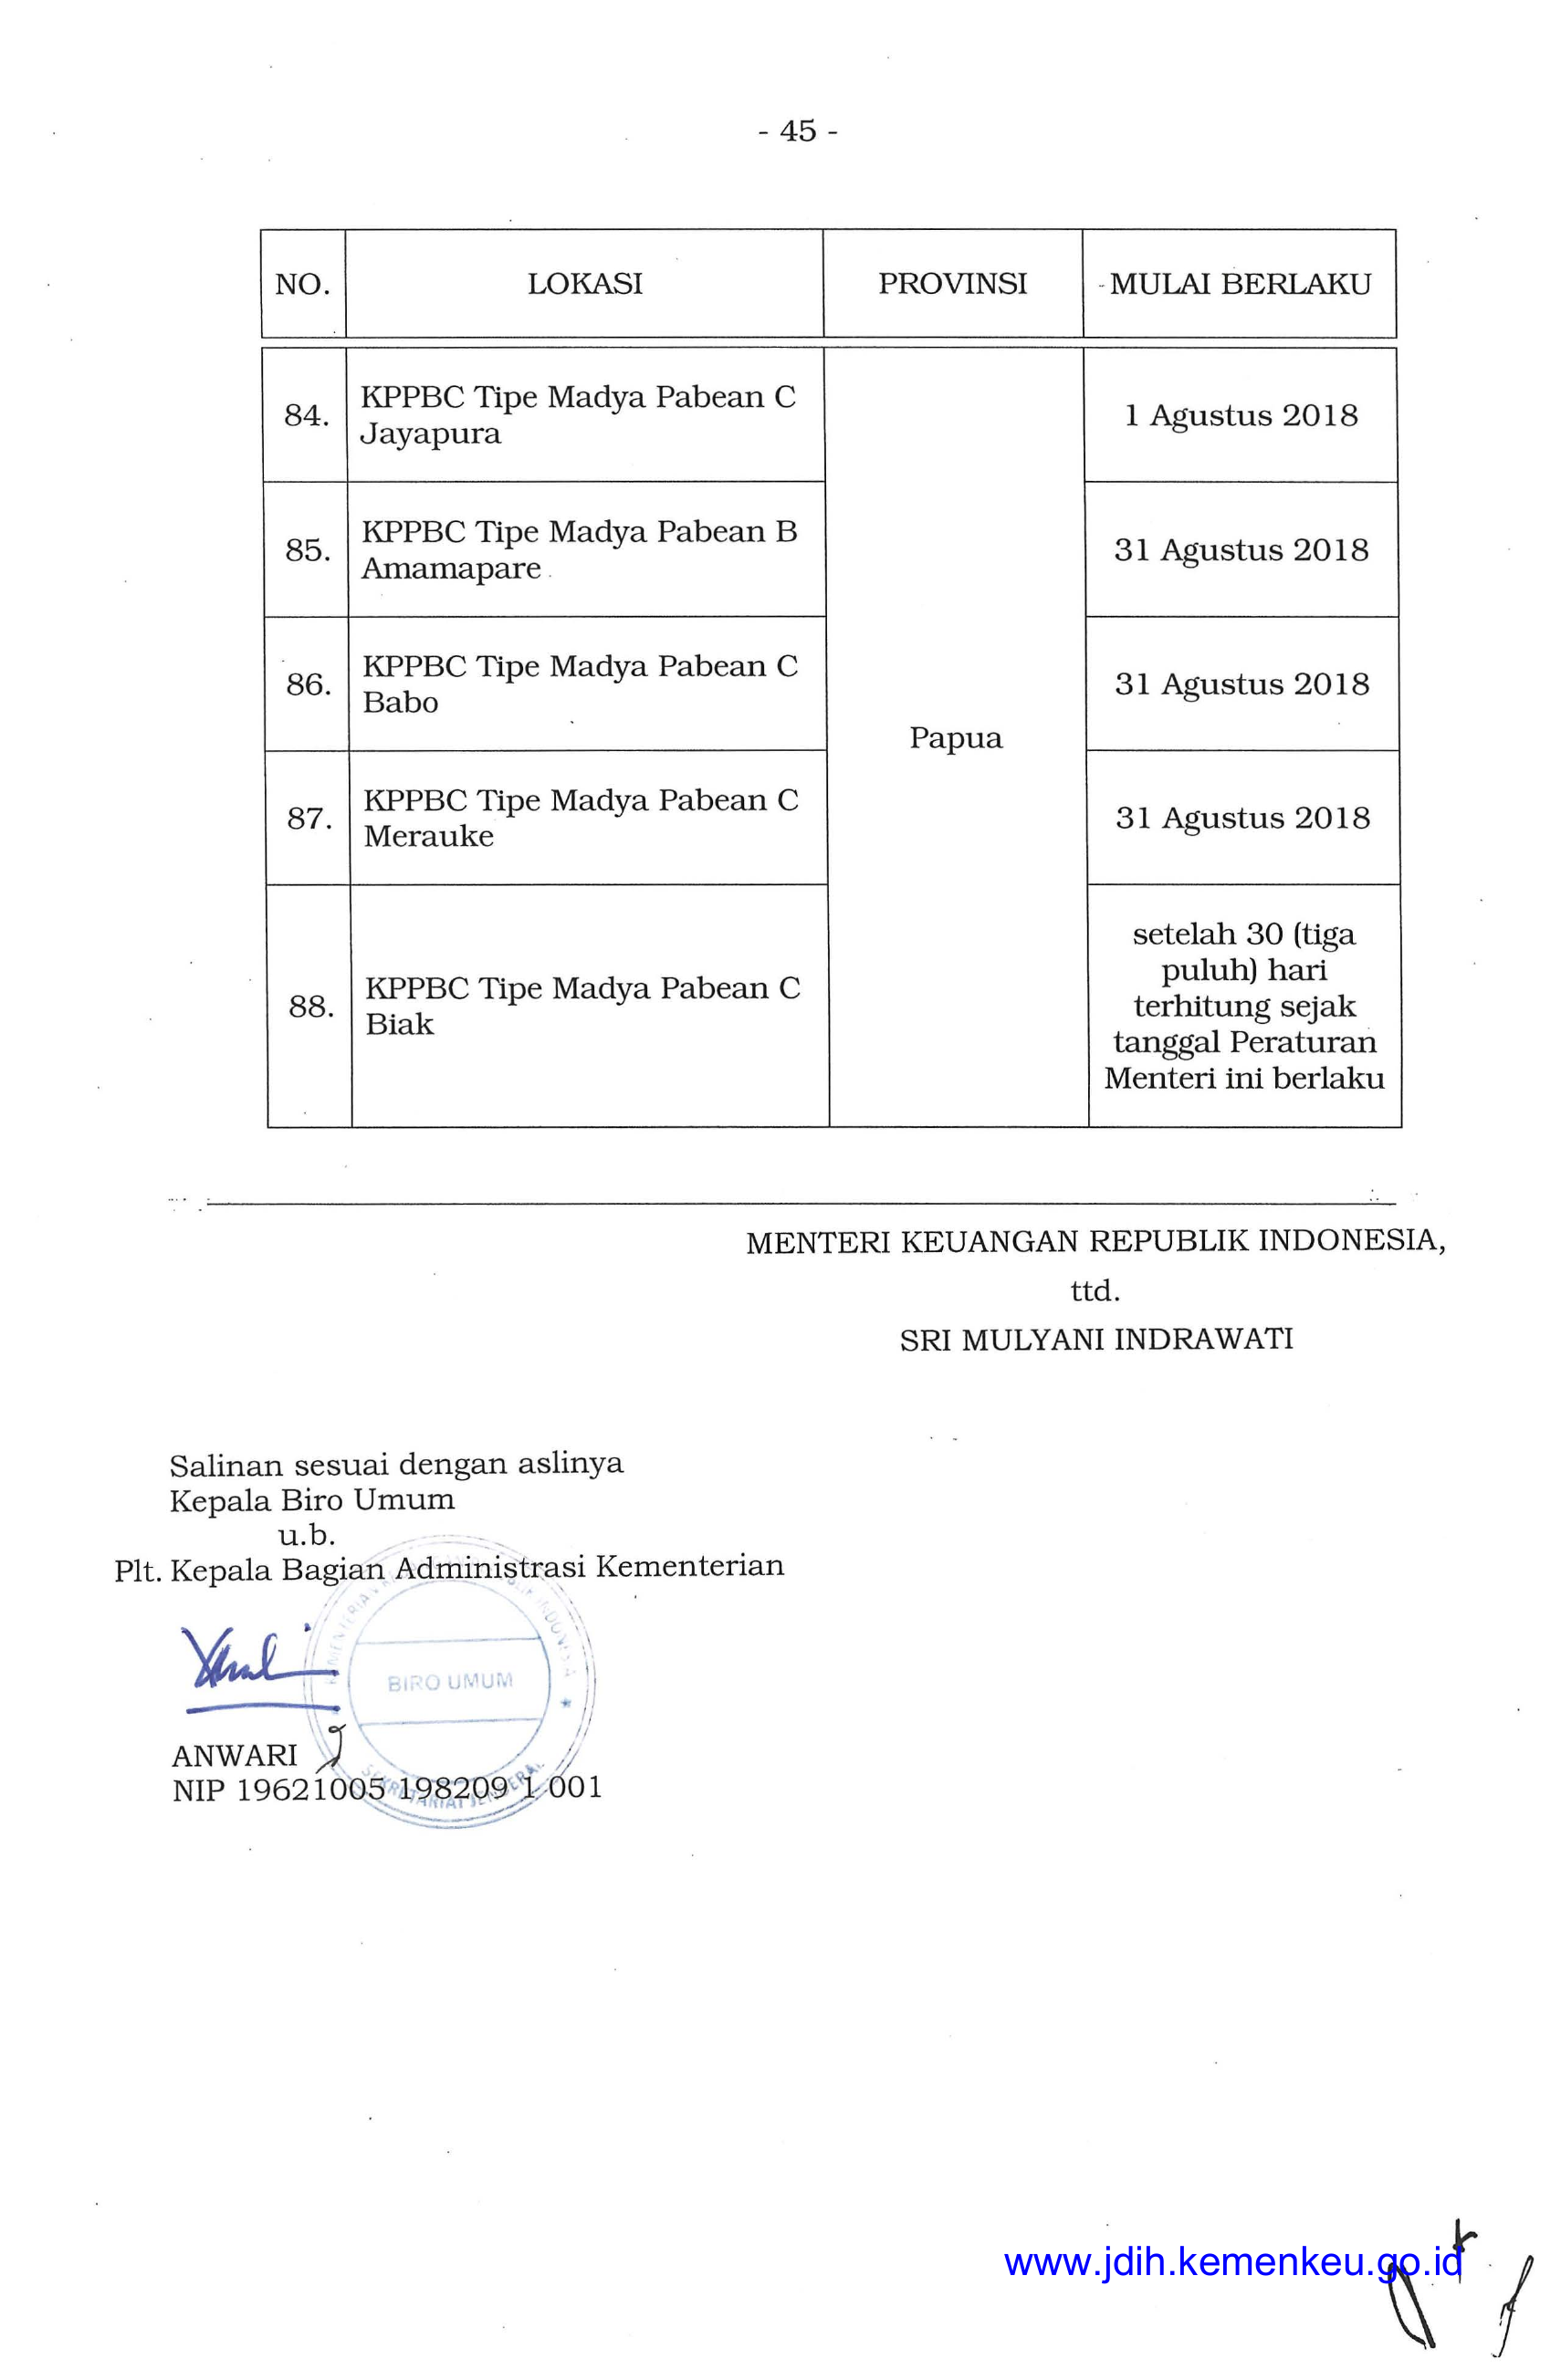 - 45 -
NO. LOKASI PROVINSI MULAI BERLAKU
84. KPPBC Tipe Madya Pabean C
Jayapura
1 Agustus 2018
85. KPPBC Tipe Madya Pabean B
Amamapare
31 Agustus 2018
86. KPPBC Tipe Madya Pabean C
Babo
31 Agustus 2018
Papua
87. KPPBC Tipe Madya Pabean C
Merauke
31 Agustus 2018
88. KPPBC Tipe Madya Pabean C
Biak
setelah 30 (tiga
puluh) hari
terhitung sejak
tanggal Peraturan
Menteri ini berlaku
MENTERI KEUANGAN REPUBLIK INDONESIA,
ttd.
SRI MULYANI INDRAWATI
Salinan sesuai dengan aslinya
Kepala Biro Umum
u.b.
Plt. Kepala Bagian Administrasi Kementerian
BIRO UMUM
SEKRETARIAT JENDERAL
ANWARI
NIP 19621005 198209 1 001
www.jdih.kemenkeu.go.id